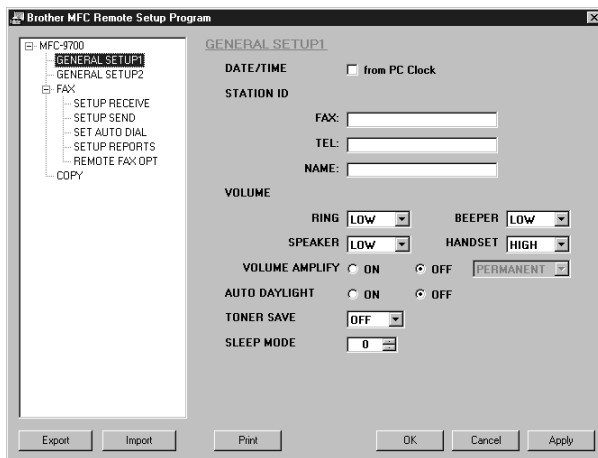 Brother MFC Remote Setup Program
MFC-9700
GENERAL SETUP1
GENERAL SETUP2
FAX
SETUP RECEIVE
SETUP SEND
SET AUTO DIAL
SETUP REPORTS
REMOTE FAX OPT
COPY
GENERAL SETUP1
DATE/TIME from PC Clock
STATION ID
FAX:
TEL:
NAME:
VOLUME
RING LOW BEEPER LOW
SPEAKER LOW HANDSET HIGH
VOLUME AMPLIFY ON OFF PERMANENT
AUTO DAYLIGHT ON OFF
TONER SAVE OFF
SLEEP MODE 0
Export Import Print OK Cancel Apply